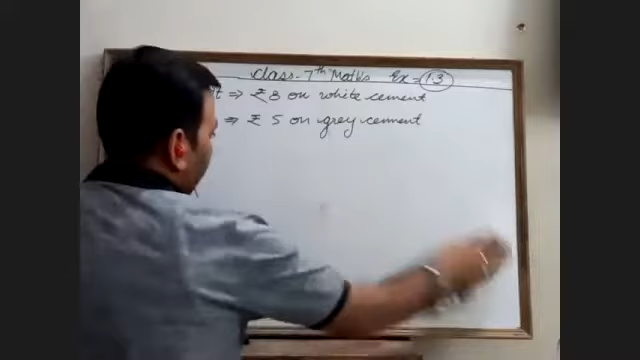 Class-7th Maths Ex = 1.3
⇒ ₹ 8 on white cement
⇒ ₹ 5 on grey cement